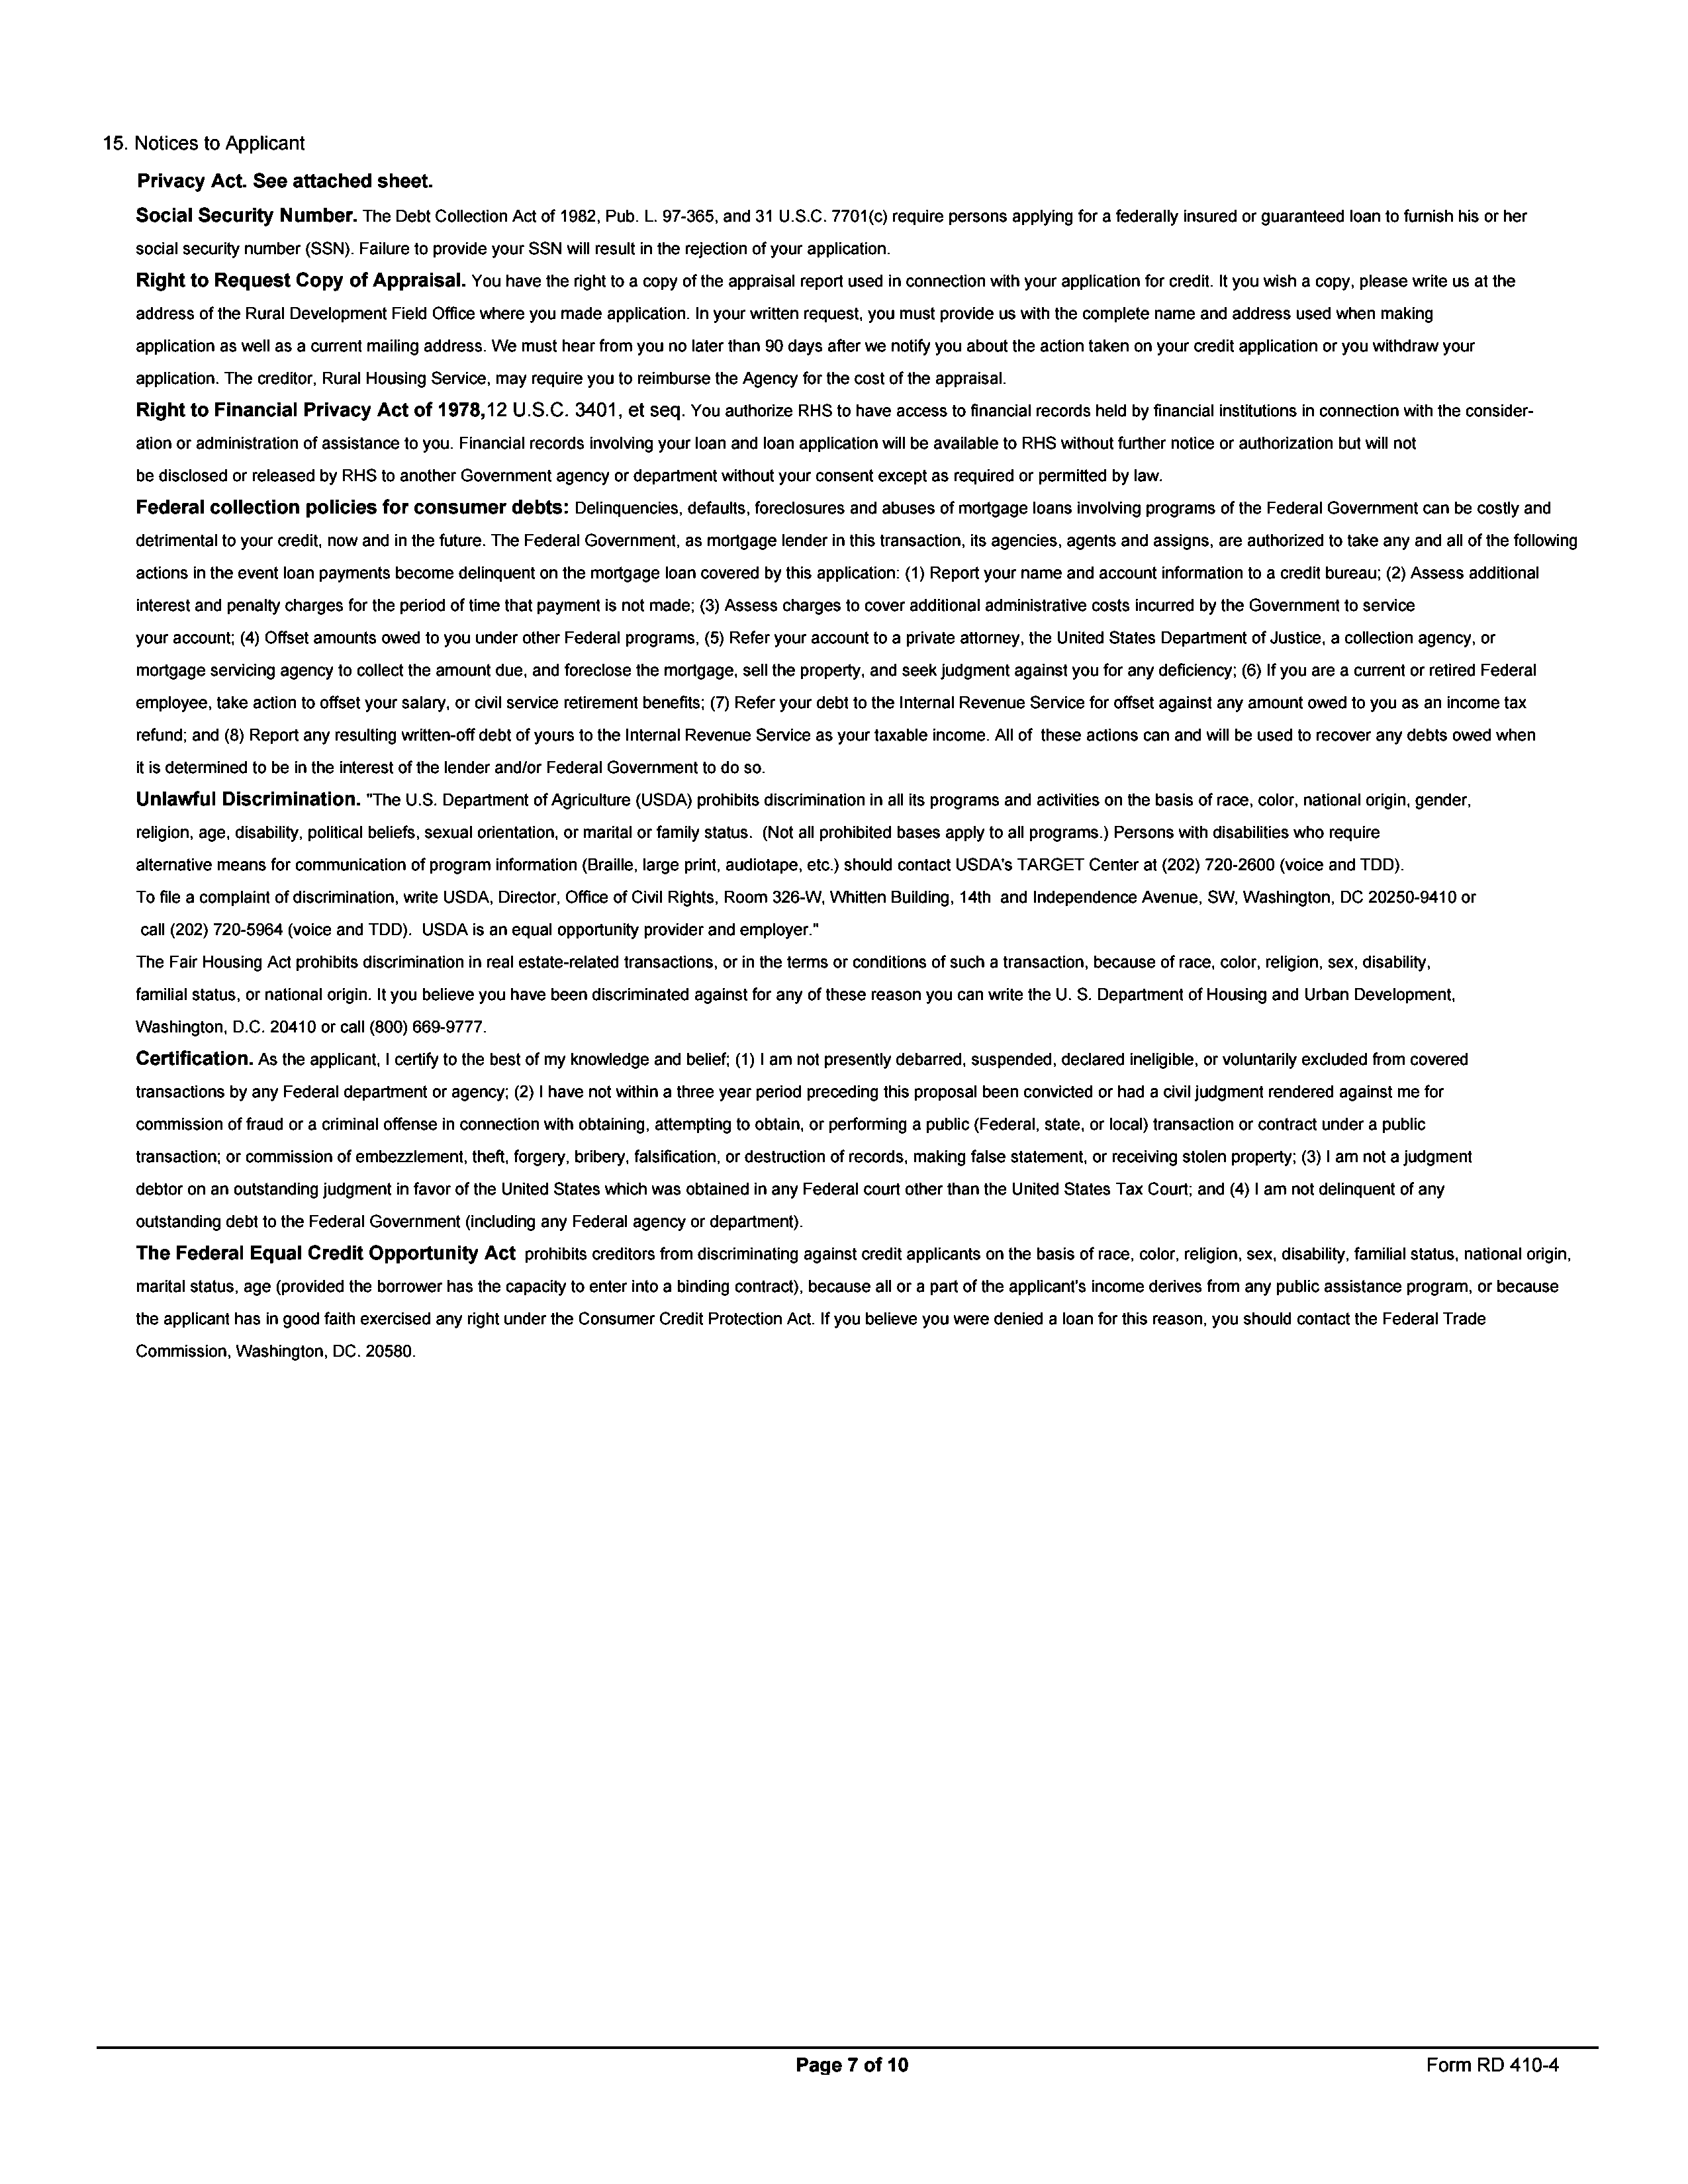 15. Notices to Applicant
Privacy Act. See attached sheet.
Social Security Number. The Debt Collection Act of 1982, Pub. L. 97-365, and 31 U.S.C. 7701(c) require persons applying for a federally insured or guaranteed loan to furnish his or her
social security number (SSN). Failure to provide your SSN will result in the rejection of your application.
Right to Request Copy of Appraisal. You have the right to a copy of the appraisal report used in connection with your application for credit. It you wish a copy, please write us at the
address of the Rural Development Field Office where you made application. In your written request, you must provide us with the complete name and address used when making
application as well as a current mailing address. We must hear from you no later than 90 days after we notify you about the action taken on your credit application or you withdraw your
application. The creditor, Rural Housing Service, may require you to reimburse the Agency for the cost of the appraisal.
Right to Financial Privacy Act of 1978,12 U.S.C. 3401, et seq. You authorize RHS to have access to financial records held by financial institutions in connection with the consider-
ation or administration of assistance to you. Financial records involving your loan and loan application will be available to RHS without further notice or authorization but will not
be disclosed or released by RHS to another Government agency or department without your consent except as required or permitted by law.
Federal collection policies for consumer debts: Delinquencies, defaults, foreclosures and abuses of mortgage loans involving programs of the Federal Government can be costly and
detrimental to your credit, now and in the future. The Federal Government, as mortgage lender in this transaction, its agencies, agents and assigns, are authorized to take any and all of the following
actions in the event loan payments become delinquent on the mortgage loan covered by this application: (1) Report your name and account information to a credit bureau; (2) Assess additional
interest and penalty charges for the period of time that payment is not made; (3) Assess charges to cover additional administrative costs incurred by the Government to service
your account; (4) Offset amounts owed to you under other Federal programs, (5) Refer your account to a private attorney, the United States Department of Justice, a collection agency, or
mortgage servicing agency to collect the amount due, and foreclose the mortgage, sell the property, and seek judgment against you for any deficiency; (6) If you are a current or retired Federal
employee, take action to offset your salary, or civil service retirement benefits; (7) Refer your debt to the Internal Revenue Service for offset against any amount owed to you as an income tax
refund; and (8) Report any resulting written-off debt of yours to the Internal Revenue Service as your taxable income. All of these actions can and will be used to recover any debts owed when
it is determined to be in the interest of the lender and/or Federal Government to do so.
Unlawful Discrimination. "The U.S. Department of Agriculture (USDA) prohibits discrimination in all its programs and activities on the basis of race, color, national origin, gender,
religion, age, disability, political beliefs, sexual orientation, or marital or family status. (Not all prohibited bases apply to all programs.) Persons with disabilities who require
alternative means for communication of program information (Braille, large print, audiotape, etc.) should contact USDA's TARGET Center at (202) 720-2600 (voice and TDD).
To file a complaint of discrimination, write USDA, Director, Office of Civil Rights, Room 326-W, Whitten Building, 14th and Independence Avenue, SW, Washington, DC 20250-9410 or
call (202) 720-5964 (voice and TDD). USDA is an equal opportunity provider and employer."
The Fair Housing Act prohibits discrimination in real estate-related transactions, or in the terms or conditions of such a transaction, because of race, color, religion, sex, disability,
familial status, or national origin. It you believe you have been discriminated against for any of these reason you can write the U. S. Department of Housing and Urban Development,
Washington, D.C. 20410 or call (800) 669-9777.
Certification. As the applicant, I certify to the best of my knowledge and belief; (1) I am not presently debarred, suspended, declared ineligible, or voluntarily excluded from covered
transactions by any Federal department or agency; (2) I have not within a three year period preceding this proposal been convicted or had a civil judgment rendered against me for
commission of fraud or a criminal offense in connection with obtaining, attempting to obtain, or performing a public (Federal, state, or local) transaction or contract under a public
transaction; or commission of embezzlement, theft, forgery, bribery, falsification, or destruction of records, making false statement, or receiving stolen property; (3) I am not a judgment
debtor on an outstanding judgment in favor of the United States which was obtained in any Federal court other than the United States Tax Court; and (4) I am not delinquent of any
outstanding debt to the Federal Government (including any Federal agency or department).
The Federal Equal Credit Opportunity Act prohibits creditors from discriminating against credit applicants on the basis of race, color, religion, sex, disability, familial status, national origin,
marital status, age (provided the borrower has the capacity to enter into a binding contract), because all or a part of the applicant's income derives from any public assistance program, or because
the applicant has in good faith exercised any right under the Consumer Credit Protection Act. If you believe you were denied a loan for this reason, you should contact the Federal Trade
Commission, Washington, DC. 20580.
Page 7 of 10
Form RD 410-4